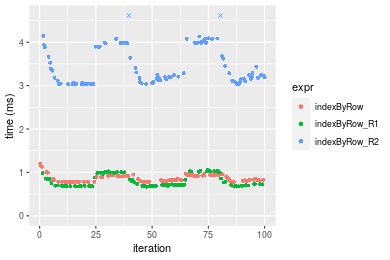 4
3
2
1
0
time (ms)
0
25
50
75
100
iteration
expr
indexByRow
indexByRow_R1
indexByRow_R2